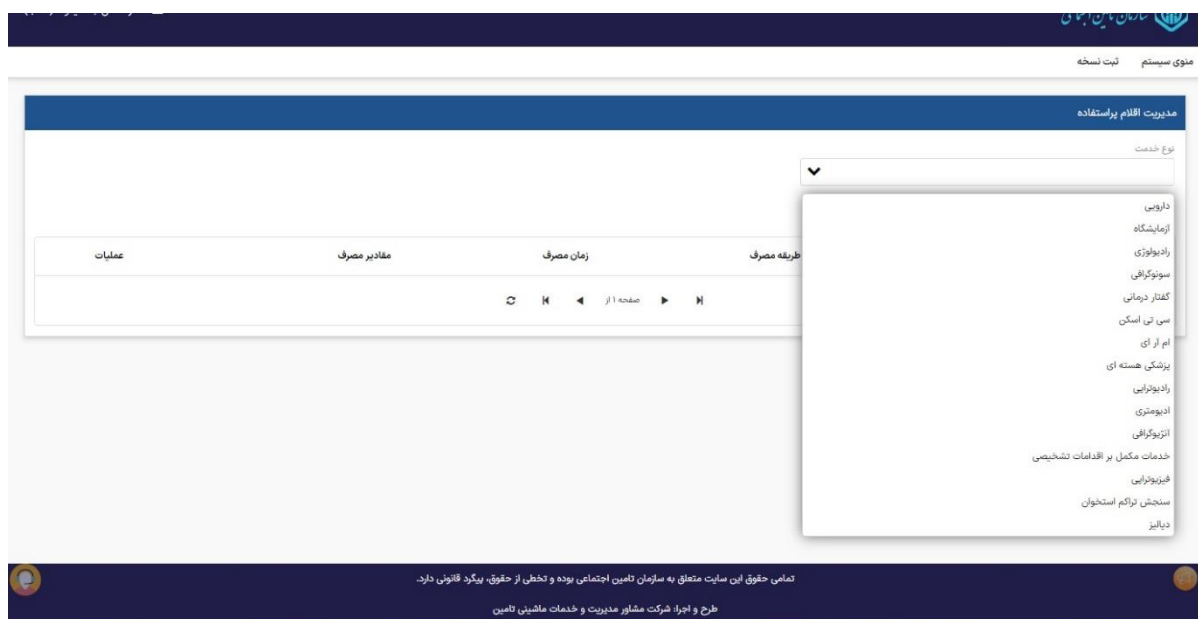 سازمان تامین اجتماعی
منوی سیستم
ثبت نسخه
مدیریت اقلام پراستفاده
نوع خدمت
دارویی
آزمایشگاه
رادیولوژی
سونوگرافی
گفتار درمانی
سی تی اسکن
ام آر آی
پزشکی هسته ای
رادیوتراپی
ادیومتری
آنژیوگرافی
خدمات مکمل بر اقدامات تشخیصی
فیزیوتراپی
سنجش تراکم استخوان
دیالیز
طریقه مصرف
زمان مصرف
مقادیر مصرف
عملیات
صفحه ۱ از
تمامی حقوق این سایت متعلق به سازمان تامین اجتماعی بوده و تخطی از حقوق، پیگرد قانونی دارد.
طرح و اجرا: شرکت مشاور مدیریت و خدمات ماشینی تامین